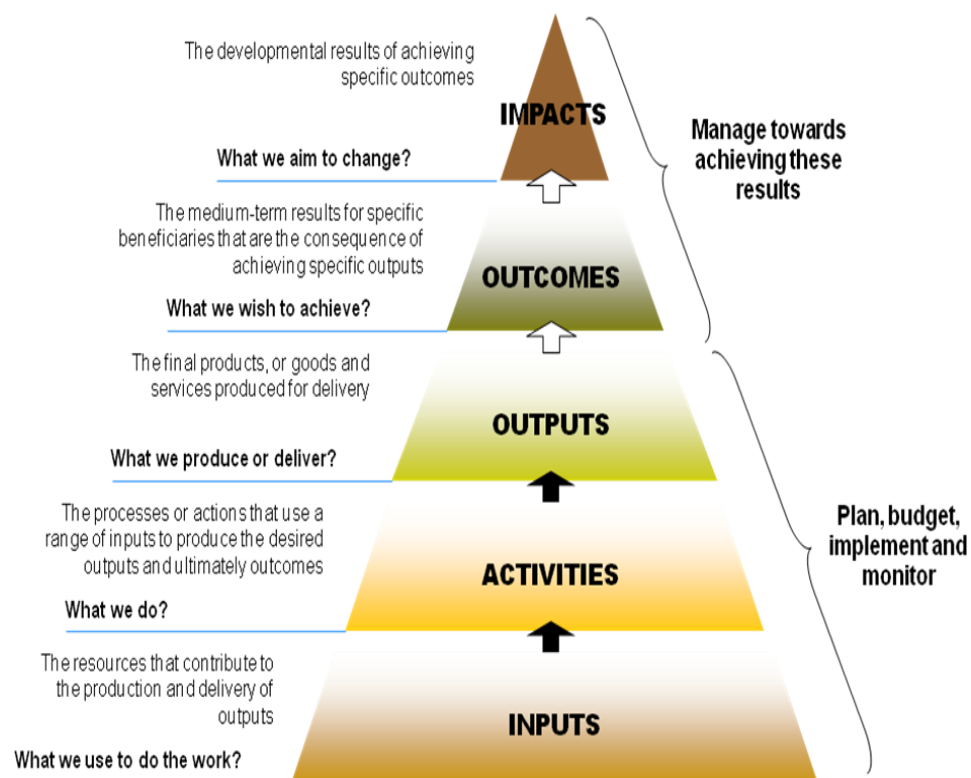 The developmental results of achieving
specific outcomes
IMPACTS
What we aim to change?
Manage towards
achieving these
results
The medium-term results for specific
beneficiaries that are the consequence of
achieving specific outputs
OUTCOMES
What we wish to achieve?
The final products, or goods and
services produced for delivery
OUTPUTS
What we produce or deliver?
The processes or actions that use a
range of inputs to produce the desired
outputs and ultimately outcomes
ACTIVITIES
What we do?
Plan, budget,
implement and
monitor
The resources that contribute to
the production and delivery of
outputs
INPUTS
What we use to do the work?